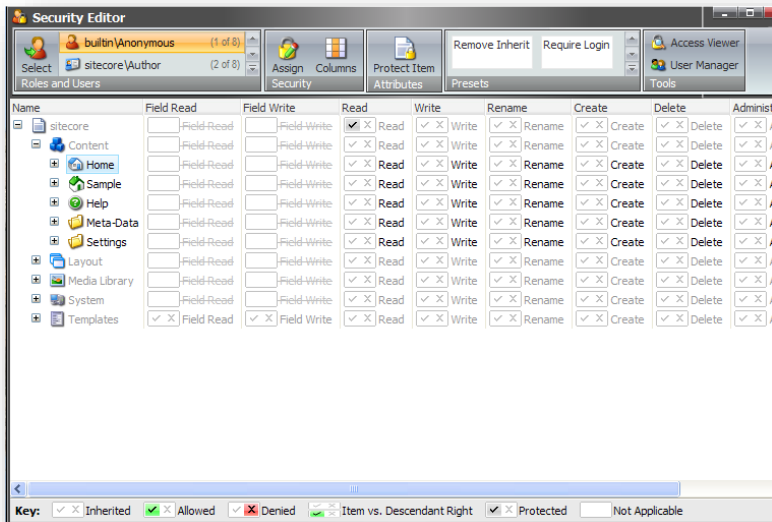 Security Editor
Select
builtin\Anonymous (1 of 8)
sitecore\Author (2 of 8)
Roles and Users
Assign Columns
Security
Protect Item
Attributes
Remove Inherit Require Login
Presets
Access Viewer
User Manager
Tools
Name Field Read Field Write Read Write Rename Create Delete Administ
sitecore Field Read Field Write Read Write Rename Create Delete
Content Field Read Field Write Read Write Rename Create Delete
Home Field Read Field Write Read Write Rename Create Delete
Sample Field Read Field Write Read Write Rename Create Delete
Help Field Read Field Write Read Write Rename Create Delete
Meta-Data Field Read Field Write Read Write Rename Create Delete
Settings Field Read Field Write Read Write Rename Create Delete
Layout Field Read Field Write Read Write Rename Create Delete
Media Library Field Read Field Write Read Write Rename Create Delete
System Field Read Field Write Read Write Rename Create Delete
Templates Field Read Field Write Read Write Rename Create Delete
Key: Inherited Allowed Denied Item vs. Descendant Right Protected Not Applicable